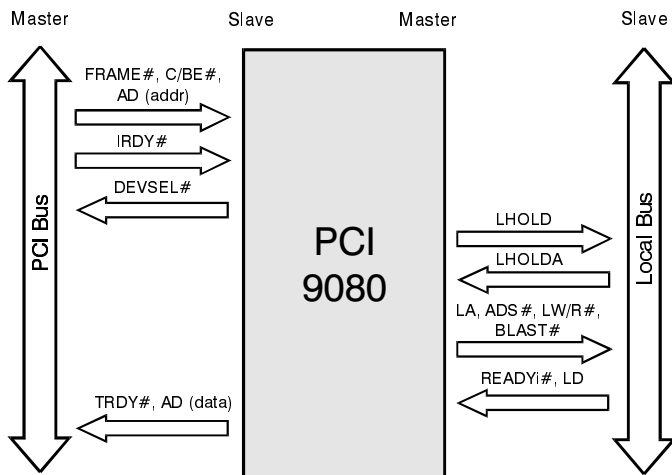 Master Slave Master Slave
FRAME#, C/BE#,
AD (addr)
IRDY#
DEVSEL#
PCI Bus
PCI
9080
LHOLD
LHOLDA
LA, ADS#, LW/R#,
BLAST#
READYi#, LD
Local Bus
TRDY#, AD (data)